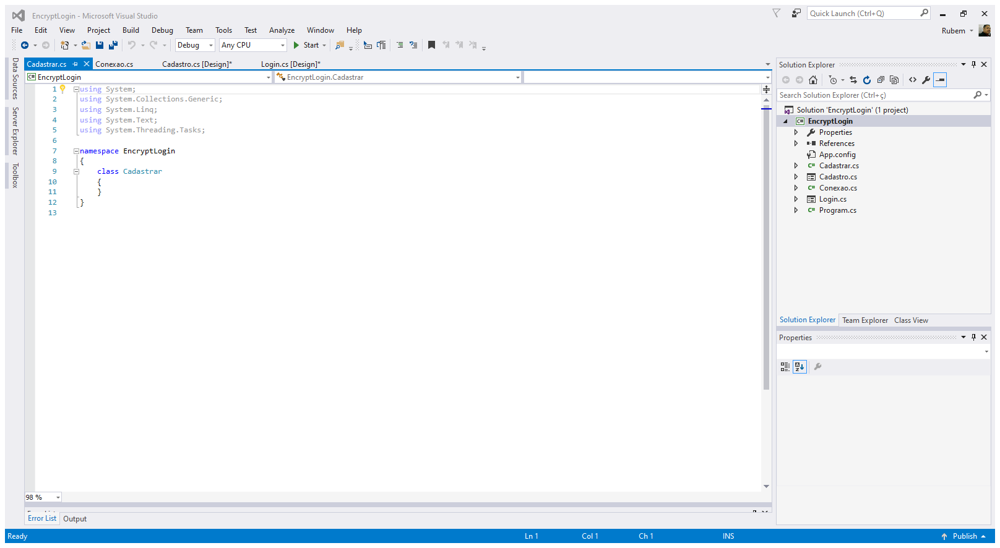 EncryptLogin - Microsoft Visual Studio
Quick Launch (Ctrl+Q)
File Edit View Project Build Debug Team Tools Test Analyze Window Help
Rubem
Debug Any CPU Start
Data Sources
Server Explorer
Toolbox
Cadastrar.cs Conexao.cs Cadastro.cs [Design]* Login.cs [Design]*
C# EncryptLogin EncryptLogin.Cadastrar
1 using System;
2 using System.Collections.Generic;
3 using System.Linq;
4 using System.Text;
5 using System.Threading.Tasks;
6
7 namespace EncryptLogin
8 {
9 class Cadastrar
10 {
11 }
12 }
13
98 %
Error List Output
Solution Explorer
Search Solution Explorer (Ctrl+ç)
Solution 'EncryptLogin' (1 project)
C# EncryptLogin
Properties
References
App.config
C# Cadastrar.cs
Cadastro.cs
C# Conexao.cs
Login.cs
C# Program.cs
Solution Explorer Team Explorer Class View
Properties
Ready Ln 1 Col 1 Ch 1 INS Publish